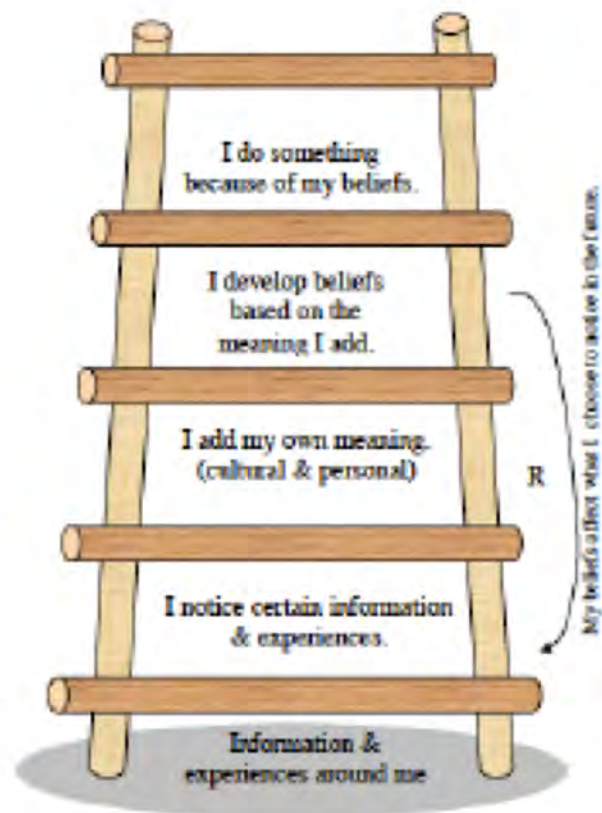 I do something
because of my beliefs.
I develop beliefs
based on the
meaning I add.
I add my own meaning.
(cultural & personal)
R
My beliefs affect what I choose to notice in the future.
I notice certain information
& experiences.
Information &
experiences around me